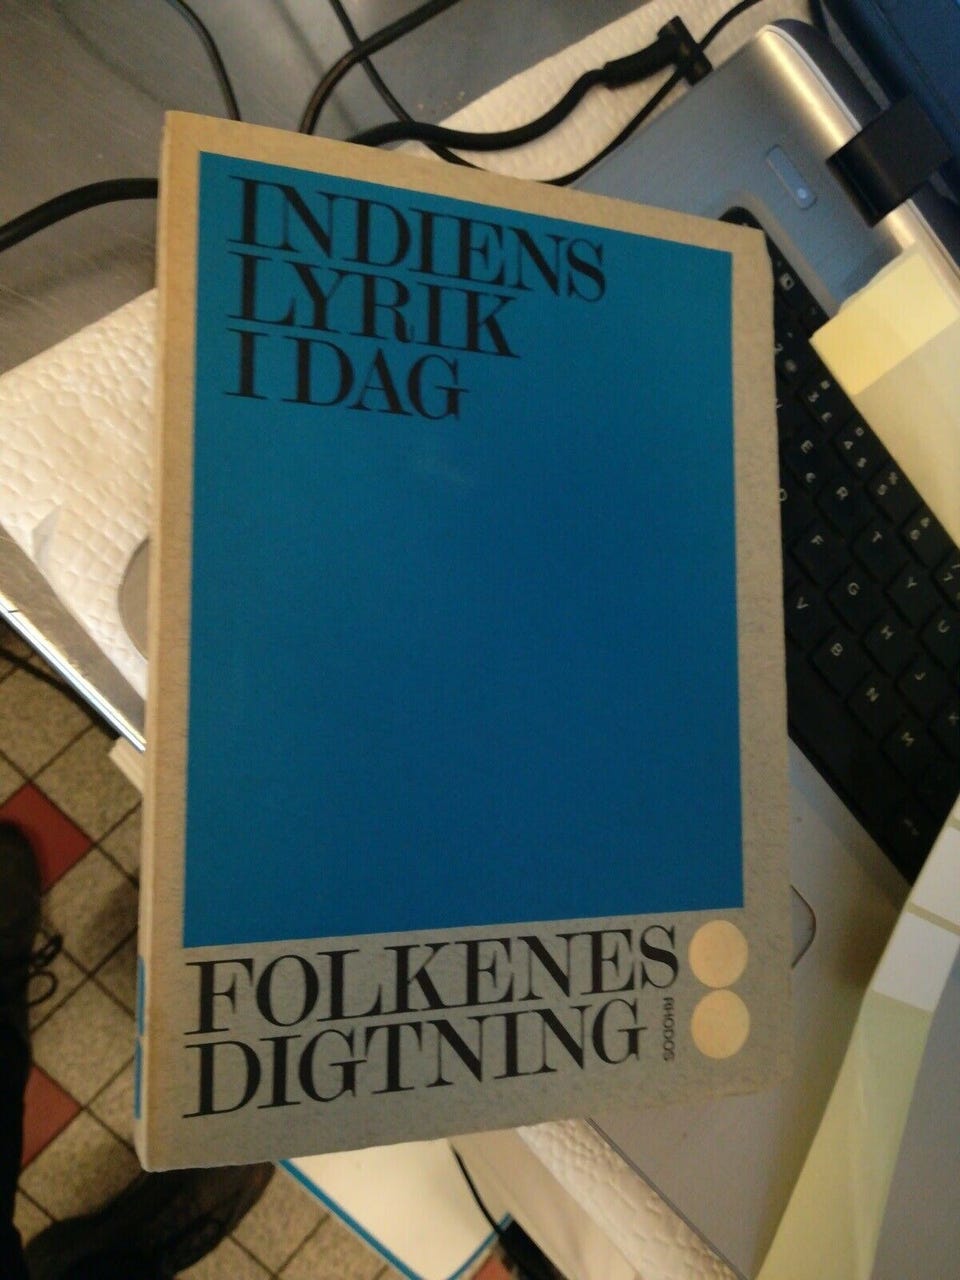 INDIENS
LYRIK
I DAG
FOLKENES
DIGTNING
RHODOS